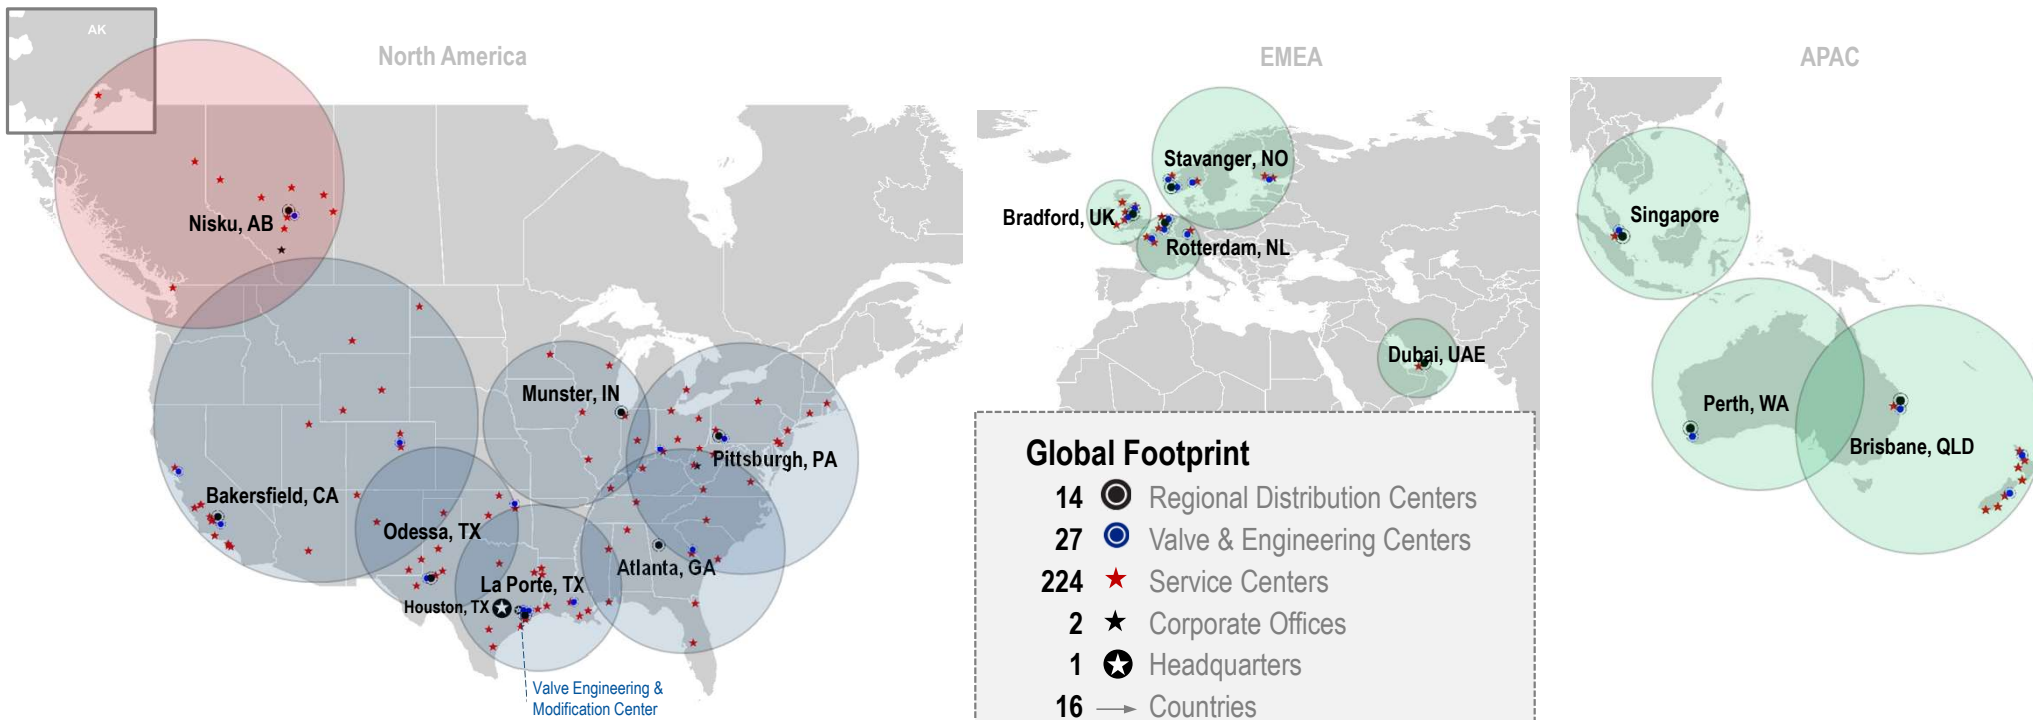 AK
North America
EMEA
APAC
Nisku, AB
Stavanger, NO
Bradford, UK
Rotterdam, NL
Singapore
Dubai, UAE
Munster, IN
Perth, WA
Pittsburgh, PA
Brisbane, QLD
Bakersfield, CA
Odessa, TX
Atlanta, GA
La Porte, TX
Houston, TX
Valve Engineering &
Modification Center
Global Footprint
14 Regional Distribution Centers
27 Valve & Engineering Centers
224 Service Centers
2 Corporate Offices
1 Headquarters
16 Countries